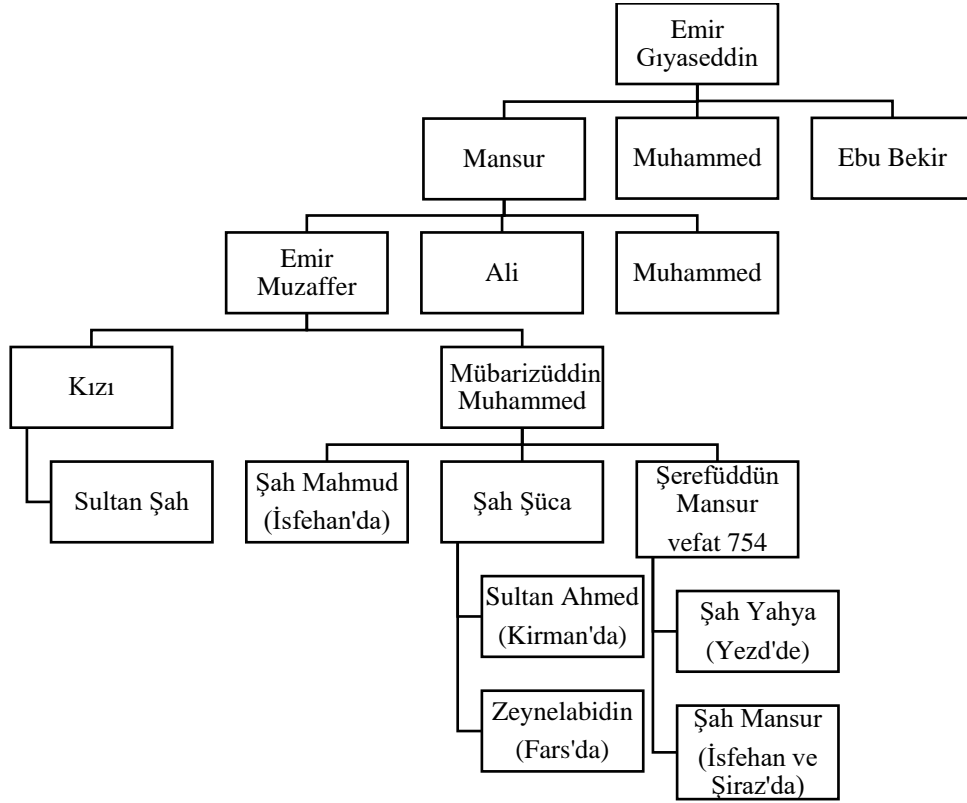 Emir
Gıyaseddin
Mansur
Muhammed
Ebu Bekir
Emir
Muzaffer
Ali
Muhammed
Kızı
Mübarizüddin
Muhammed
Sultan Şah
Şah Mahmud
(İsfehan'da)
Şah Şüca
Şerefüddün
Mansur
vefat 754
Sultan Ahmed
(Kirman'da)
Şah Yahya
(Yezd'de)
Zeynelabidin
(Fars'da)
Şah Mansur
(İsfehan ve
Şiraz'da)